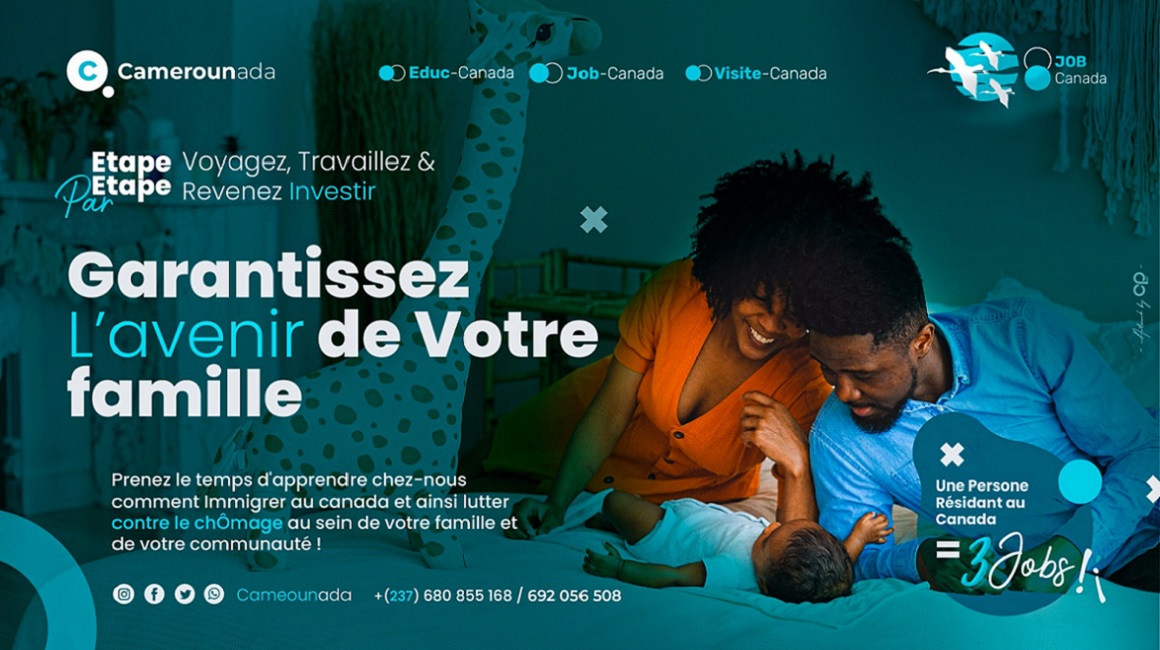 C Camerounada
Educ-Canada Job-Canada Visite-Canada
JOB
Canada
Etape
Par Etape
Voyagez, Travaillez &
Revenez Investir
Garantissez
L'avenir de Votre
famille
Prenez le temps d'apprendre chez-nous
comment Immigrer au canada et ainsi lutter
contre le chÔmage au sein de votre famille et
de votre communauté !
Cameounada +(237) 680 855 168 / 692 056 508
Une Persone
Résidant au
Canada
= 3 Jobs!¡